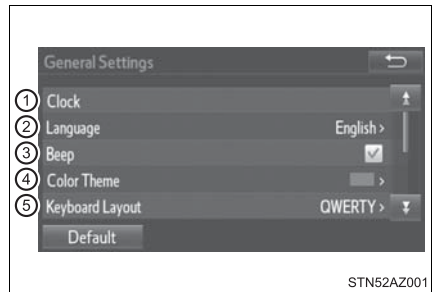 General Settings
1 Clock
2 Language English >
3 Beep
4 Color Theme >
5 Keyboard Layout QWERTY >
Default
STN52AZ001